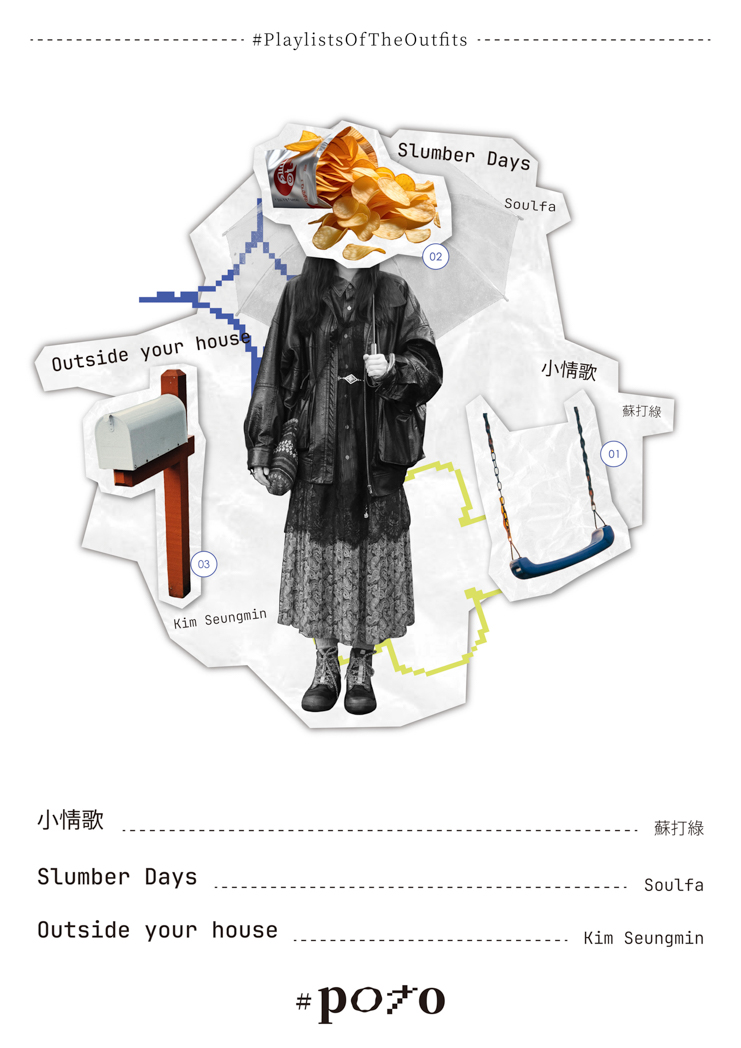 #PlaylistsOfTheOutfits
Slumber Days
Soulfa
02
Outside your house
小情歌
蘇打綠
01
03
Kim Seungmin
小情歌 蘇打綠
Slumber Days Soulfa
Outside your house Kim Seungmin